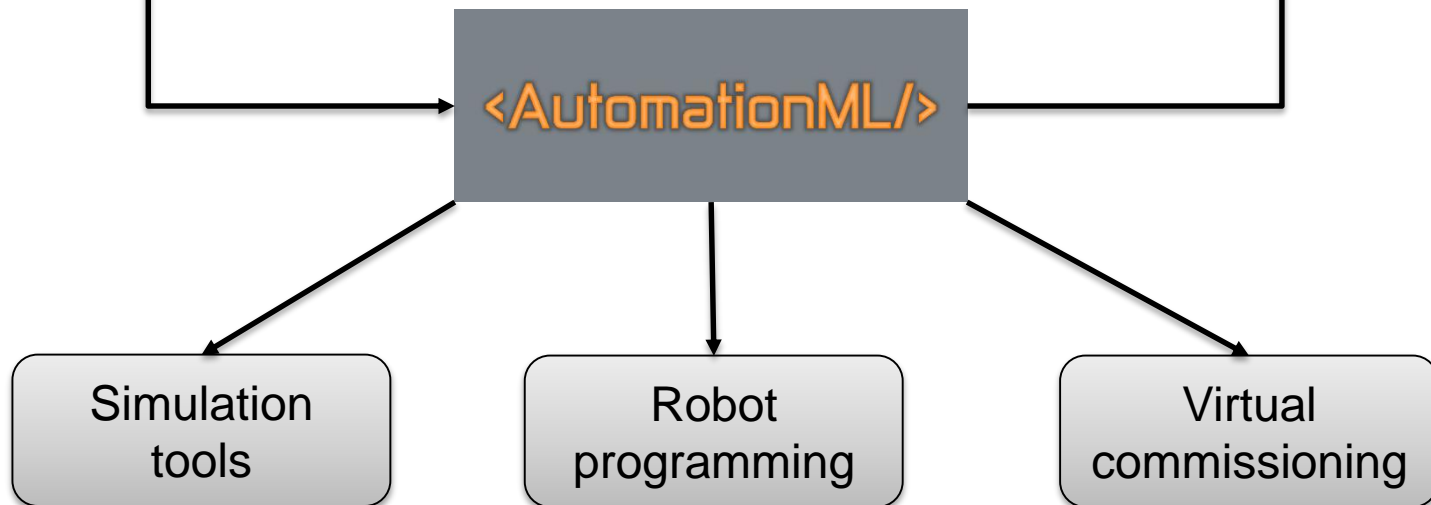 <AutomationML/>
Simulation
tools
Robot
programming
Virtual
commissioning